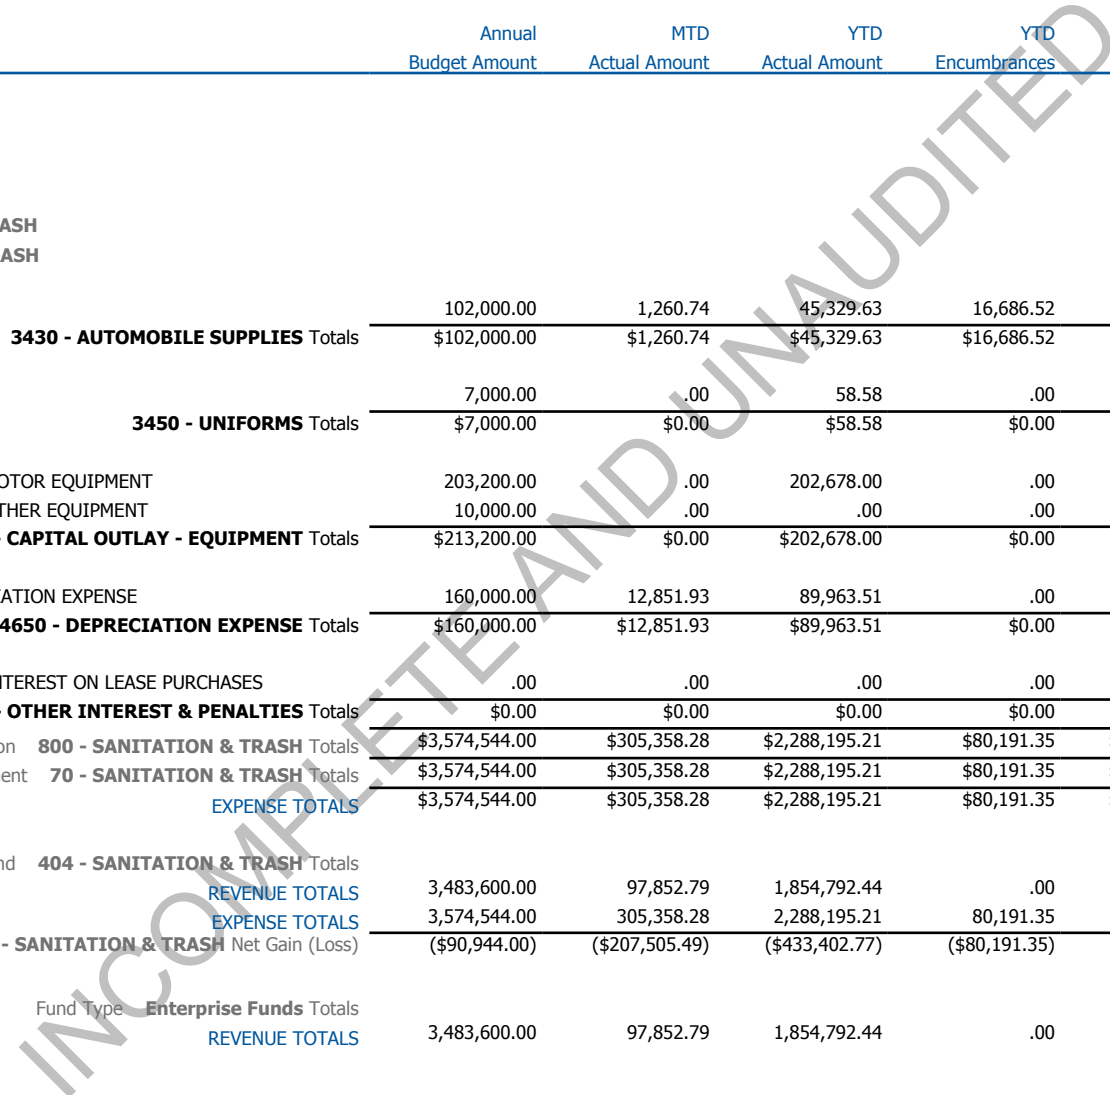 Annual MTD YTD YTD
Budget Amount Actual Amount Actual Amount Encumbrances
ASH
ASH
102,000.00 1,260.74 45,329.63 16,686.52
3430 - AUTOMOBILE SUPPLIES Totals $102,000.00 $1,260.74 $45,329.63 $16,686.52
7,000.00 .00 58.58 .00
3450 - UNIFORMS Totals $7,000.00 $0.00 $58.58 $0.00
OTOR EQUIPMENT 203,200.00 .00 202,678.00 .00
THER EQUIPMENT 10,000.00 .00 .00 .00
- CAPITAL OUTLAY - EQUIPMENT Totals $213,200.00 $0.00 $202,678.00 $0.00
ATION EXPENSE 160,000.00 12,851.93 89,963.51 .00
4650 - DEPRECIATION EXPENSE Totals $160,000.00 $12,851.93 $89,963.51 $0.00
NTEREST ON LEASE PURCHASES .00 .00 .00 .00
- OTHER INTEREST & PENALTIES Totals $0.00 $0.00 $0.00 $0.00
on 800 - SANITATION & TRASH Totals $3,574,544.00 $305,358.28 $2,288,195.21 $80,191.35
ent 70 - SANITATION & TRASH Totals $3,574,544.00 $305,358.28 $2,288,195.21 $80,191.35
EXPENSE TOTALS $3,574,544.00 $305,358.28 $2,288,195.21 $80,191.35
nd 404 - SANITATION & TRASH Totals
REVENUE TOTALS 3,483,600.00 97,852.79 1,854,792.44 .00
EXPENSE TOTALS 3,574,544.00 305,358.28 2,288,195.21 80,191.35
- SANITATION & TRASH Net Gain (Loss) ($90,944.00) ($207,505.49) ($433,402.77) ($80,191.35)
Fund Type Enterprise Funds Totals
REVENUE TOTALS 3,483,600.00 97,852.79 1,854,792.44 .00
INCOMPLETE AND UNAUDITED